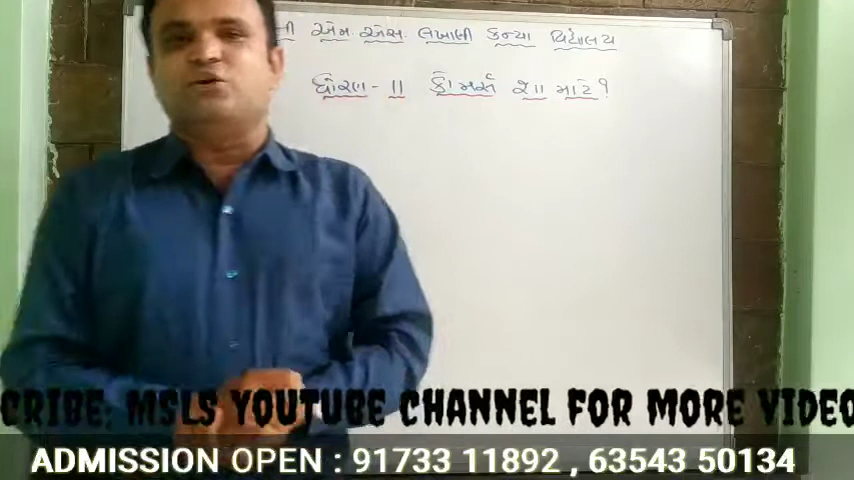 એમ. એસ. લખાણી કન્યા વિદ્યાલય
ધોરણ - 11 કોમર્સ શા માટે ?
CRIBE: MSLS YOUTUBE CHANNEL FOR MORE VIDEO
ADMISSION OPEN : 91733 11892 , 63543 50134